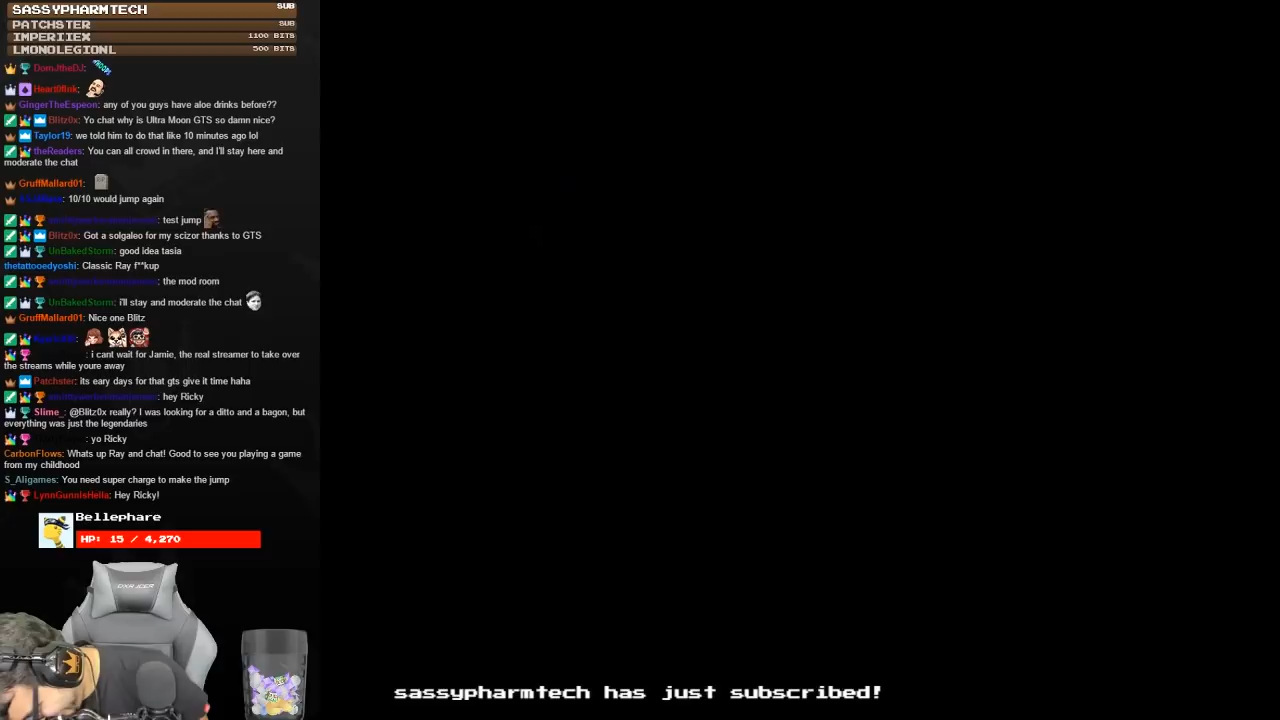 SASSYPHARMTECH SUB
PATCHSTER SUB
IMPERIIEX 1100 BITS
LMONOLEGIONL 500 BITS
DomJtheDJ:
Heart0fInk:
GingerTheEspeon: any of you guys have aloe drinks before??
Blitz0x: Yo chat why is Ultra Moon GTS so damn nice?
Taylor19: we told him to do that like 10 minutes ago lol
theReaders: You can all crowd in there, and I'll stay here and
moderate the chat
GruffMallard01:
: 10/10 would jump again
: test jump
Blitz0x: Got a solgaleo for my scizor thanks to GTS
UnBakedStorm: good idea tasia
thetattooedyoshi: Classic Ray f**kup
: the mod room
UnBakedStorm: i'll stay and moderate the chat
GruffMallard01: Nice one Blitz
: i cant wait for Jamie, the real streamer to take over
the streams while youre away
Patchster: its eary days for that gts give it time haha
: hey Ricky
Slime_: @Blitz0x really? I was looking for a ditto and a bagon, but
everything was just the legendaries
: yo Ricky
CarbonFlows: Whats up Ray and chat! Good to see you playing a game
from my childhood
S_Aligames: You need super charge to make the jump
LynnGunnIsHella: Hey Ricky!
Bellephare
HP: 15 / 4,270
DXRACER
sassypharmtech has just subscribed!